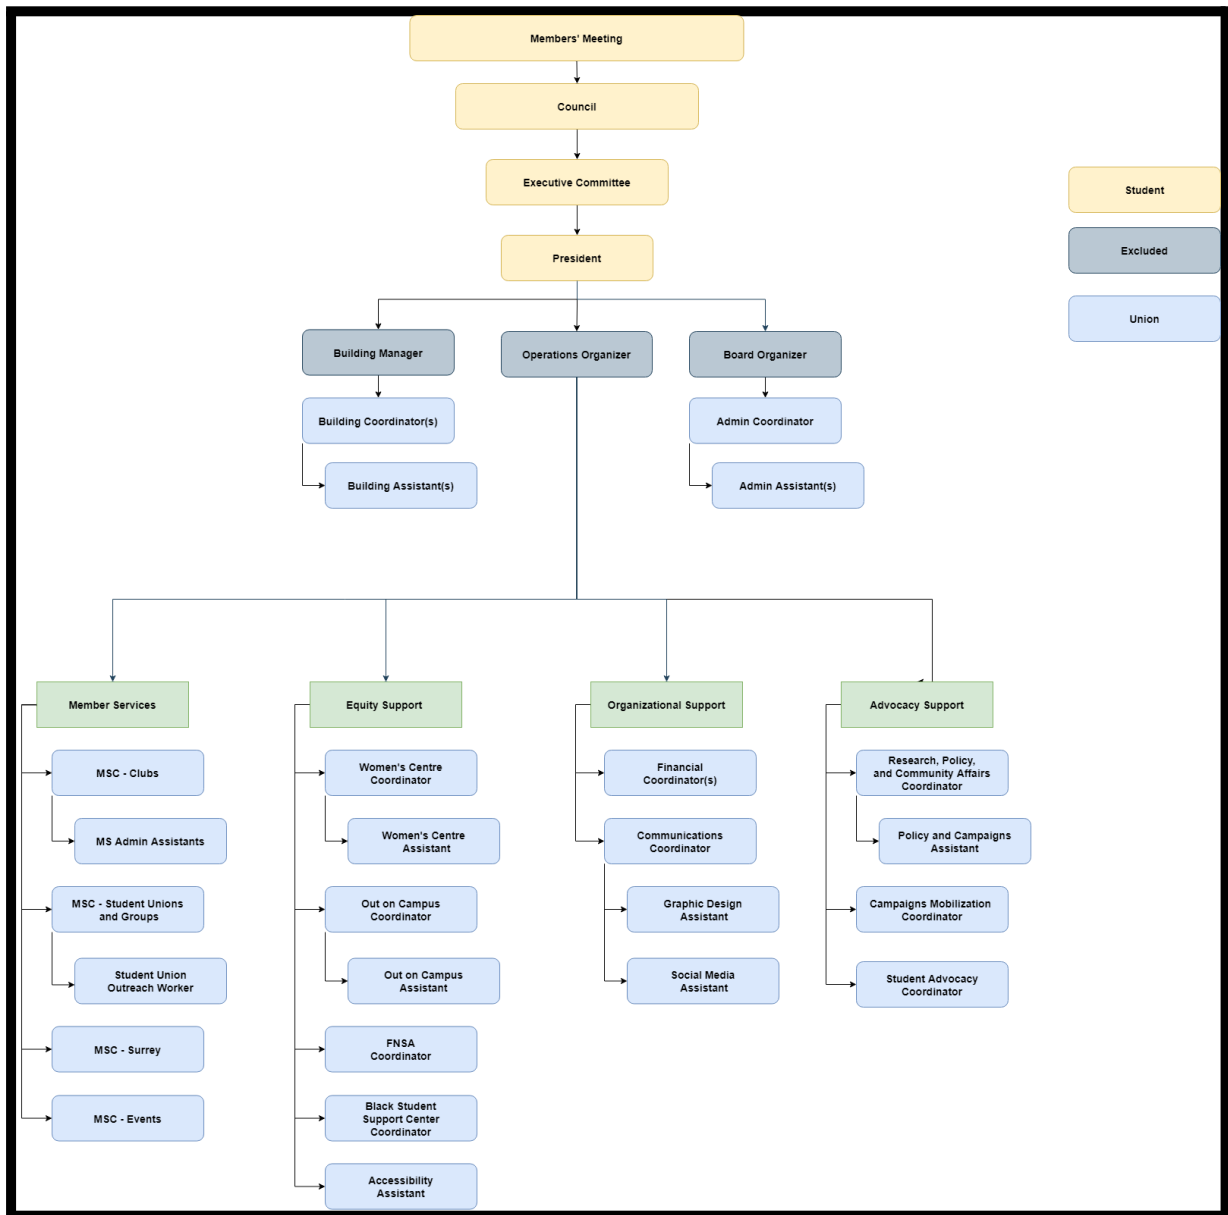 Members' Meeting
Council
Executive Committee
President
Student
Excluded
Union
Building Manager
Operations Organizer
Board Organizer
Building Coordinator(s)
Admin Coordinator
Building Assistant(s)
Admin Assistant(s)
Member Services
MSC - Clubs
MS Admin Assistants
MSC - Student Unions
and Groups
Student Union
Outreach Worker
MSC - Surrey
MSC - Events
Equity Support
Women's Centre
Coordinator
Women's Centre
Assistant
Out on Campus
Coordinator
Out on Campus
Assistant
FNSA
Coordinator
Black Student
Support Center
Coordinator
Accessibility
Assistant
Organizational Support
Financial
Coordinator(s)
Communications
Coordinator
Graphic Design
Assistant
Social Media
Assistant
Advocacy Support
Research, Policy,
and Community Affairs
Coordinator
Policy and Campaigns
Assistant
Campaigns Mobilization
Coordinator
Student Advocacy
Coordinator